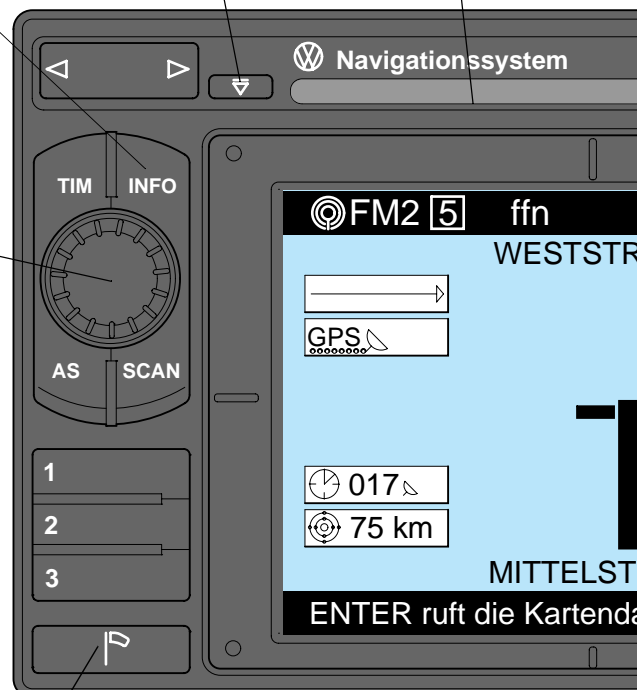 Navigationssystem
TIM INFO
FM2 5 ffn
WESTSTR
GPS
AS SCAN
1
017
2
75 km
3
MITTELST
ENTER ruft die Kartenda